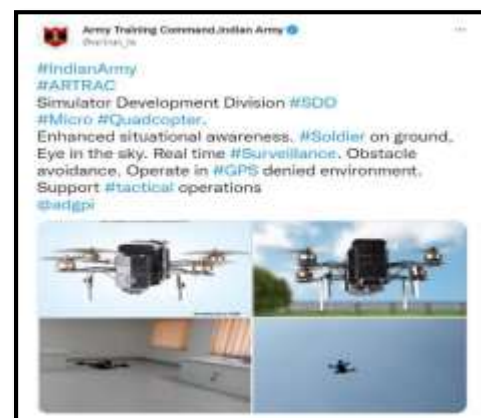 Army Training Command.Indian Army
#IndianArmy
#ARTRAC
Simulator Development Division #SDD
#Micro #Quadcopter.
Enhanced situational awareness. #Soldier on ground.
Eye in the sky. Real time #Surveillance. Obstacle
avoidance. Operate in #GPS denied environment.
Support #tactical operations
@adgpi